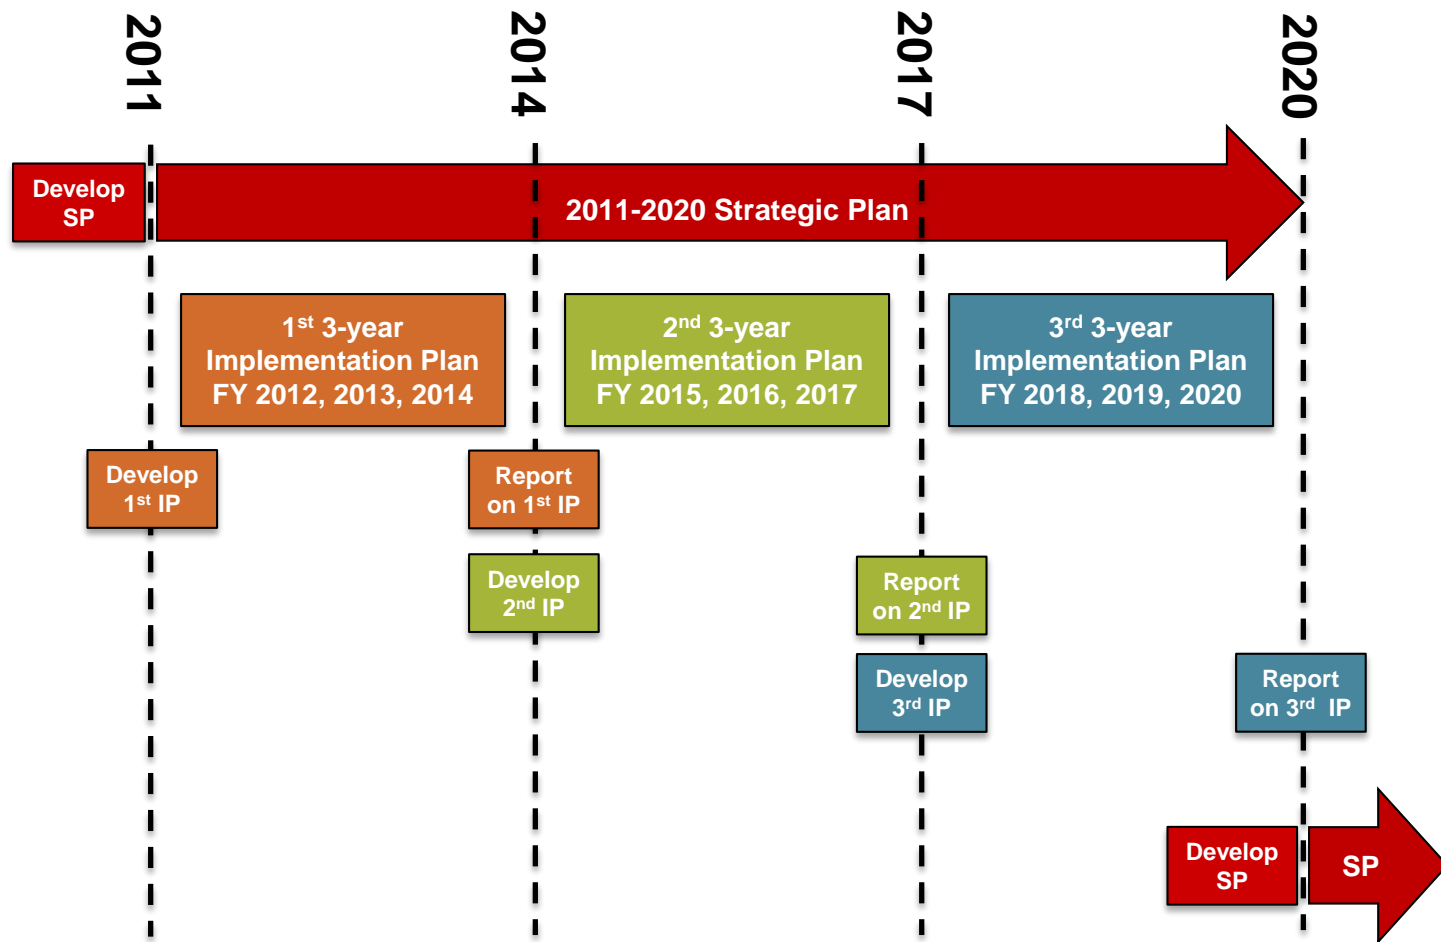 2011
2014
2017
2020
Develop
SP
2011-2020 Strategic Plan
1st 3-year
Implementation Plan
FY 2012, 2013, 2014
2nd 3-year
Implementation Plan
FY 2015, 2016, 2017
3rd 3-year
Implementation Plan
FY 2018, 2019, 2020
Develop
1st IP
Report
on 1st IP
Develop
2nd IP
Report
on 2nd IP
Develop
3rd IP
Report
on 3rd IP
Develop
SP
SP